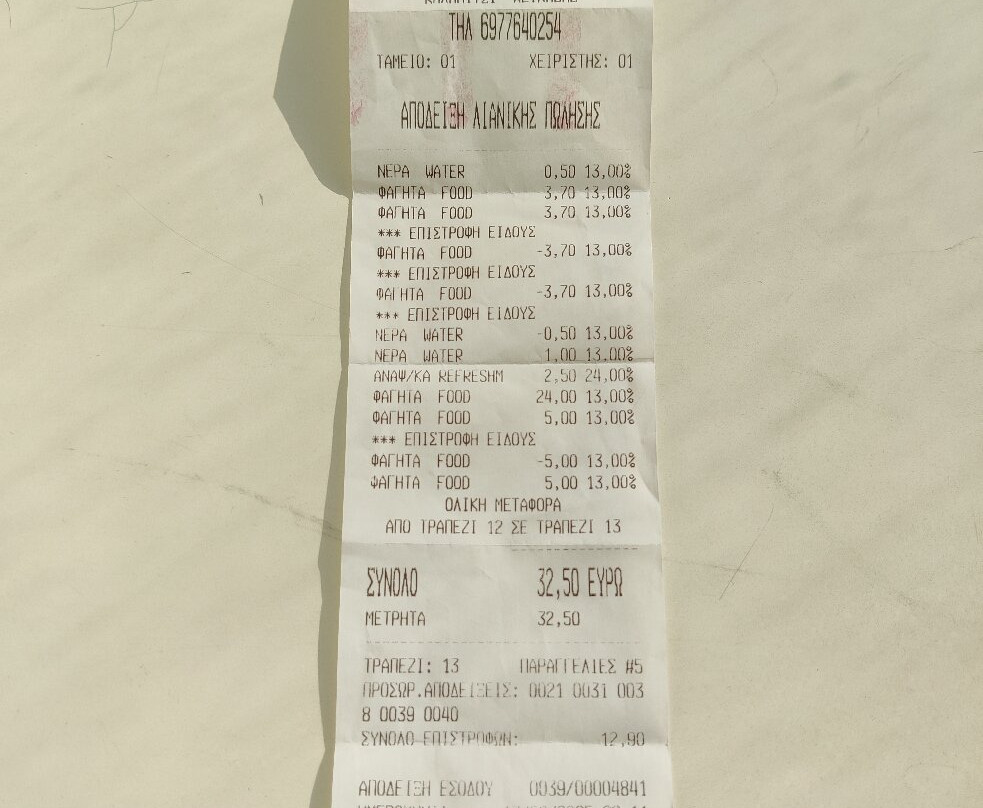 ΤΗΛ 6977640254
ΤΑΜΕΙΟ: 01 ΧΕΙΡΙΣΤΗΣ: 01
ΑΠΟΔΕΙΞΗ ΛΙΑΝΙΚΗΣ ΠΩΛΗΣΗΣ
ΝΕΡΑ WATER 0,50 13,00%
ΦΑΓΗΤΑ FOOD 3,70 13,00%
ΦΑΓΗΤΑ FOOD 3,70 13,00%
*** ΕΠΙΣΤΡΟΦΗ ΕΙΔΟΥΣ
ΦΑΓΗΤΑ FOOD -3,70 13,00%
*** ΕΠΙΣΤΡΟΦΗ ΕΙΔΟΥΣ
ΦΑΓΗΤΑ FOOD -3,70 13,00%
*** ΕΠΙΣΤΡΟΦΗ ΕΙΔΟΥΣ
ΝΕΡΑ WATER -0,50 13,00%
ΝΕΡΑ WATER 1,00 13,00%
ΑΝΑΨ/ΚΑ REFRESHM 2,50 24,00%
ΦΑΓΗΤΑ FOOD 24,00 13,00%
ΦΑΓΗΤΑ FOOD 5,00 13,00%
*** ΕΠΙΣΤΡΟΦΗ ΕΙΔΟΥΣ
ΦΑΓΗΤΑ FOOD -5,00 13,00%
ΦΑΓΗΤΑ FOOD 5,00 13,00%
ΟΛΙΚΗ ΜΕΤΑΦΟΡΑ
ΑΠΟ ΤΡΑΠΕΖΙ 12 ΣΕ ΤΡΑΠΕΖΙ 13
ΣΥΝΟΛΟ 32,50 ΕΥΡΩ
ΜΕΤΡΗΤΑ 32,50
ΤΡΑΠΕΖΙ: 13 ΠΑΡΑΓΓΕΛΙΕΣ #5
ΠΡΟΣΩΡ.ΑΠΟΔΕΙΞΕΙΣ: 0021 0031 003
8 0039 0040
ΣΥΝΟΛΟ ΕΠΙΣΤΡΟΦΩΝ: 12,90
ΑΠΟΔΕΙΞΗ ΕΣΟΔΟΥ 0039/00004841